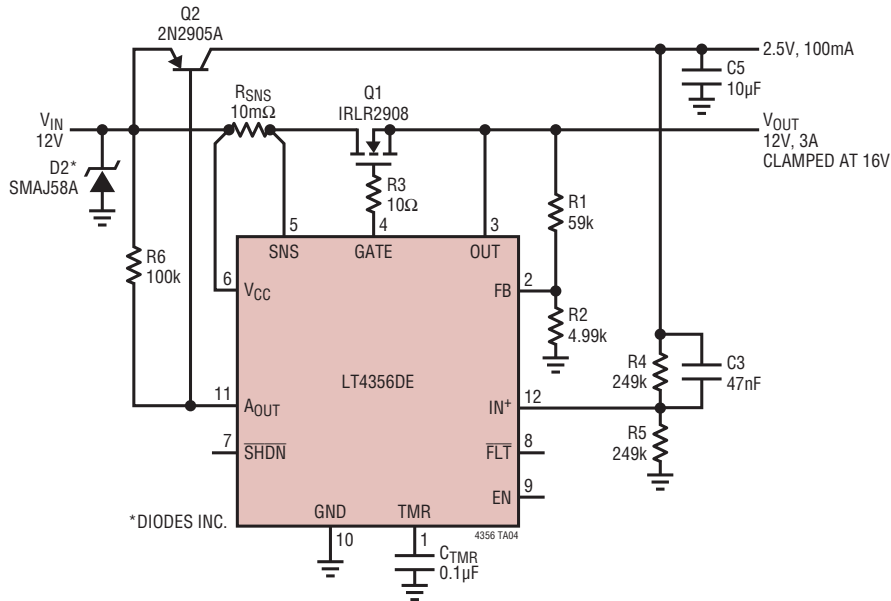 Q2
2N2905A
2.5V, 100mA
C5
10µF
RSNS
10mΩ
Q1
IRLR2908
VIN
12V
VOUT
12V, 3A
CLAMPED AT 16V
D2*
SMAJ58A
R3
10Ω
R1
59k
5
4
3
SNS
GATE
OUT
R6
100k
6
VCC
FB
2
R2
4.99k
LT4356DE
R4
249k
C3
47nF
11
AOUT
IN+
12
7
SHDN
FLT
8
R5
249k
EN
9
*DIODES INC.
GND
TMR
4356 TA04
10
1
CTMR
0.1µF